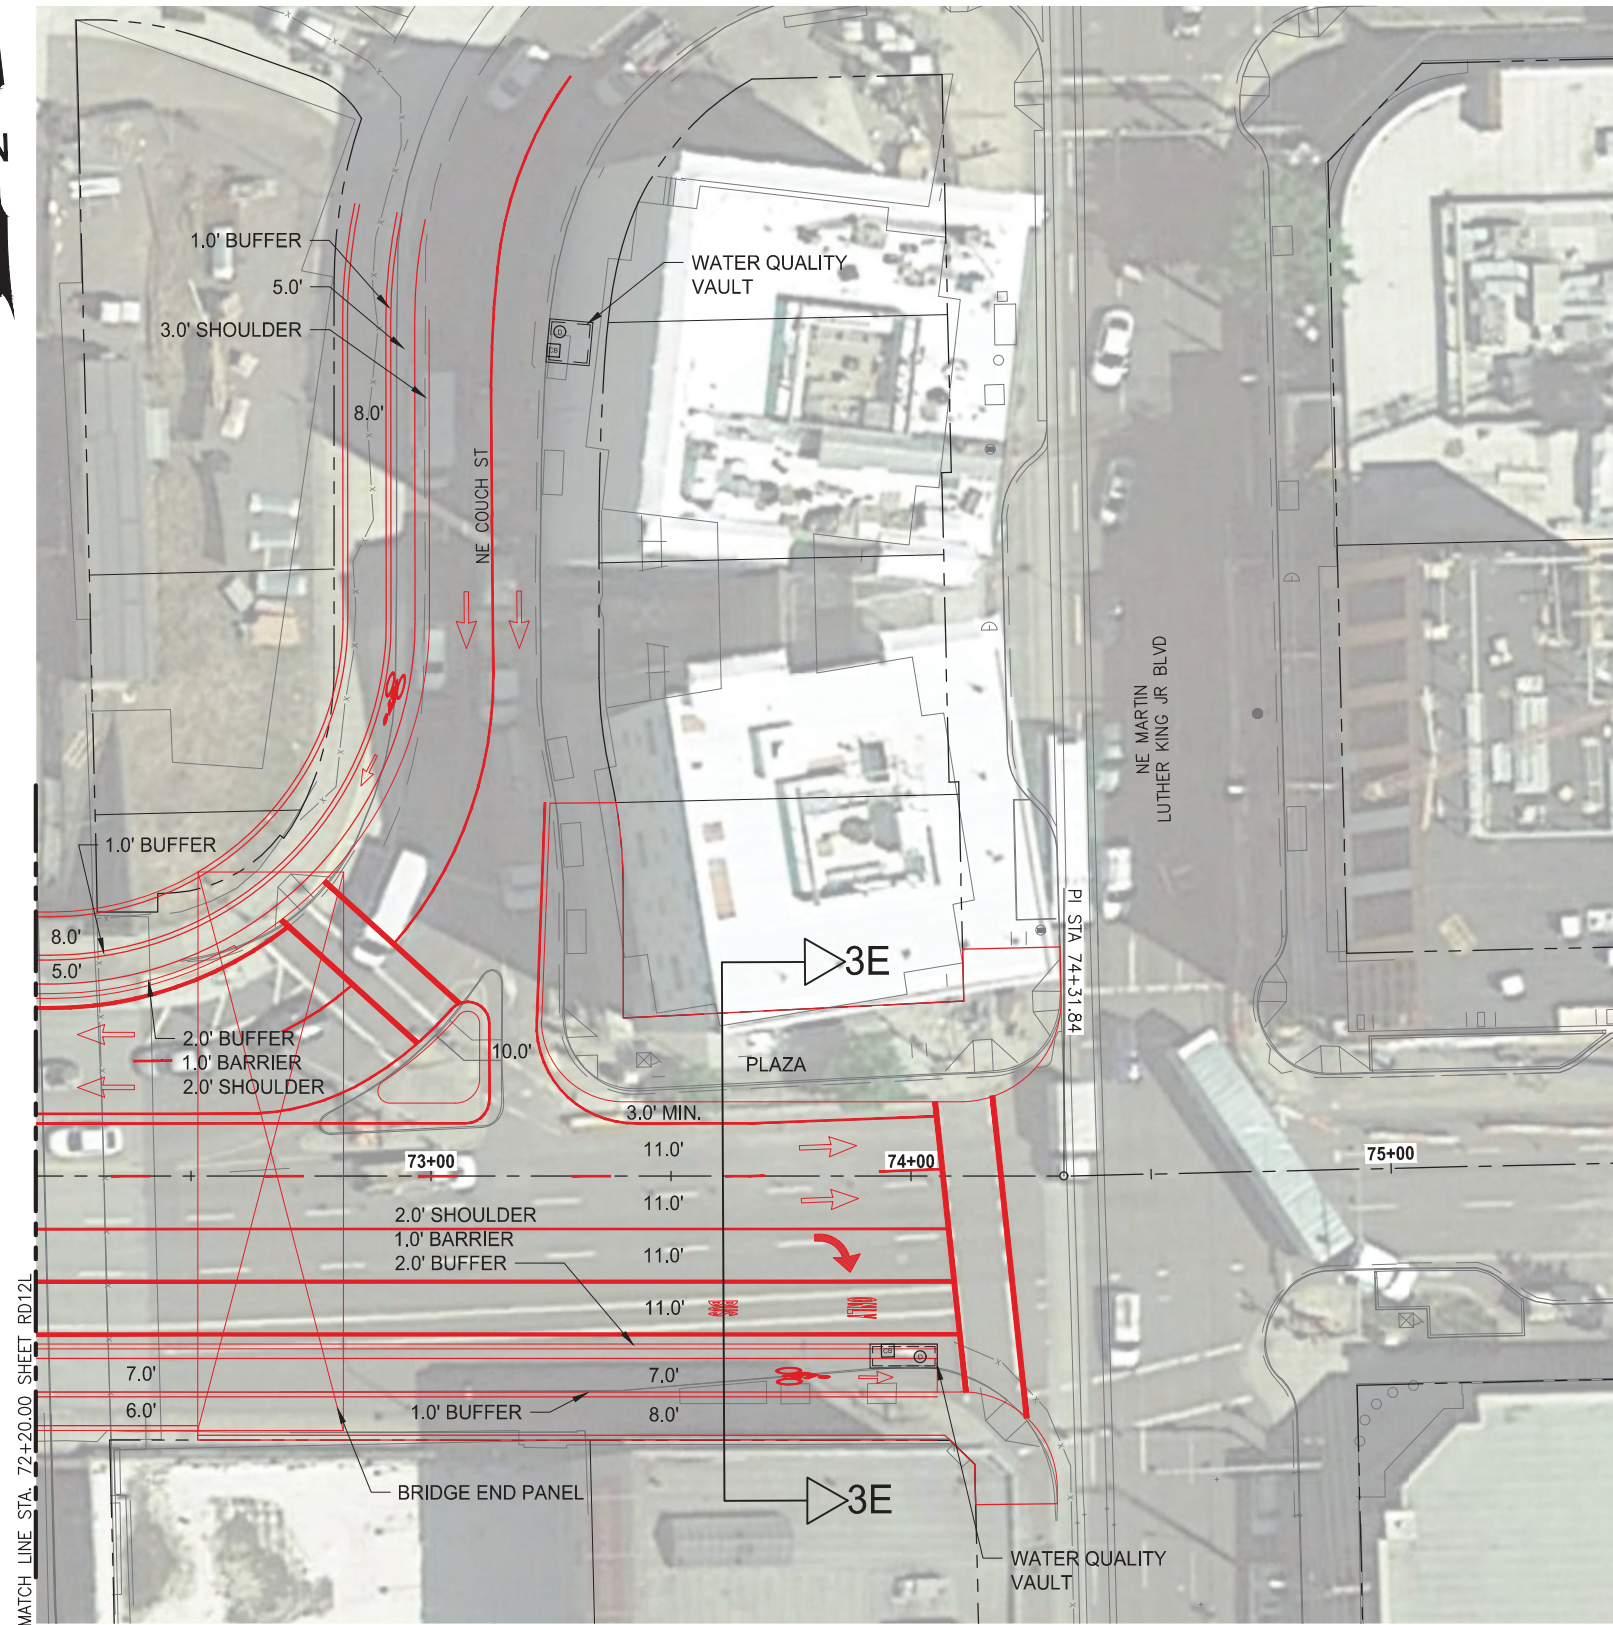 N
1.0' BUFFER
5.0'
3.0' SHOULDER
8.0'
WATER QUALITY
VAULT
D
CB
NE COUCH ST
NE MARTIN
LUTHER KING JR BLVD
1.0' BUFFER
8.0'
5.0'
2.0' BUFFER
1.0' BARRIER
2.0' SHOULDER
10.0'
3E
PI STA 74+31.84
PLAZA
3.0' MIN.
11.0'
73+00
74+00
75+00
11.0'
2.0' SHOULDER
1.0' BARRIER
2.0' BUFFER
11.0'
11.0'
BUS
ONLY
CB
D
7.0'
7.0'
6.0'
1.0' BUFFER
8.0'
BRIDGE END PANEL
3E
WATER QUALITY
VAULT
MATCH LINE STA. 72+20.00 SHEET RD12L